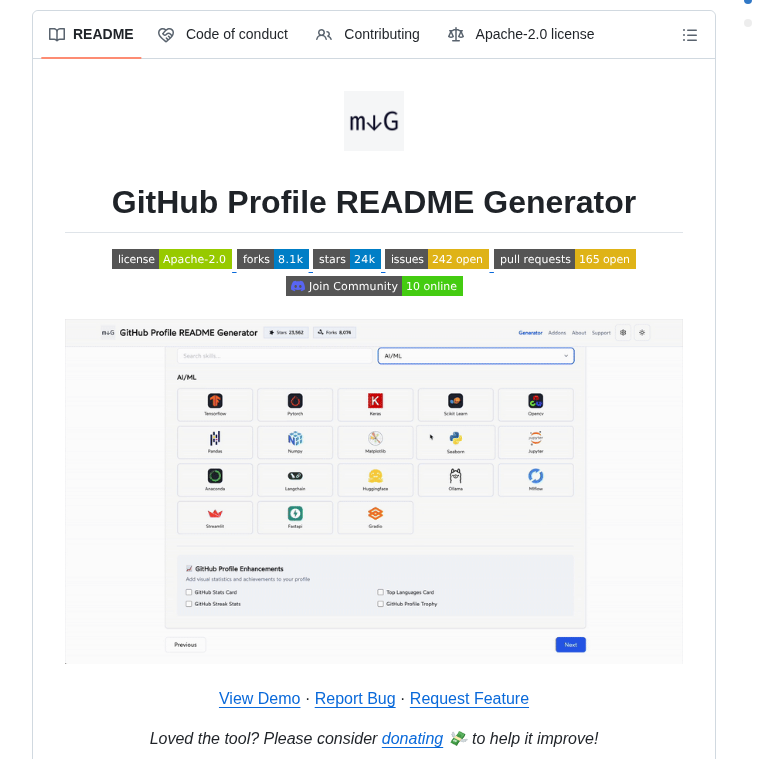 README Code of conduct Contributing Apache-2.0 license
m↓G
GitHub Profile README Generator
license Apache-2.0 forks 8.1k stars 24k issues 242 open pull requests 165 open
Join Community 10 online
m↓G GitHub Profile README Generator Stars 23,562 Forks 8,076 Generator Addons About Support
Search skills... AI/ML
AI/ML
Tensorflow Pytorch Keras Scikit Learn Opencv
Pandas Numpy Matplotlib Seaborn Jupyter
Anaconda Langchain Huggingface Ollama Mlflow
Streamlit Fastapi Gradio
GitHub Profile Enhancements
Add visual statistics and achievements to your profile
GitHub Stats Card Top Languages Card
GitHub Streak Stats GitHub Profile Trophy
Previous Next
View Demo · Report Bug · Request Feature
Loved the tool? Please consider donating 💸 to help it improve!